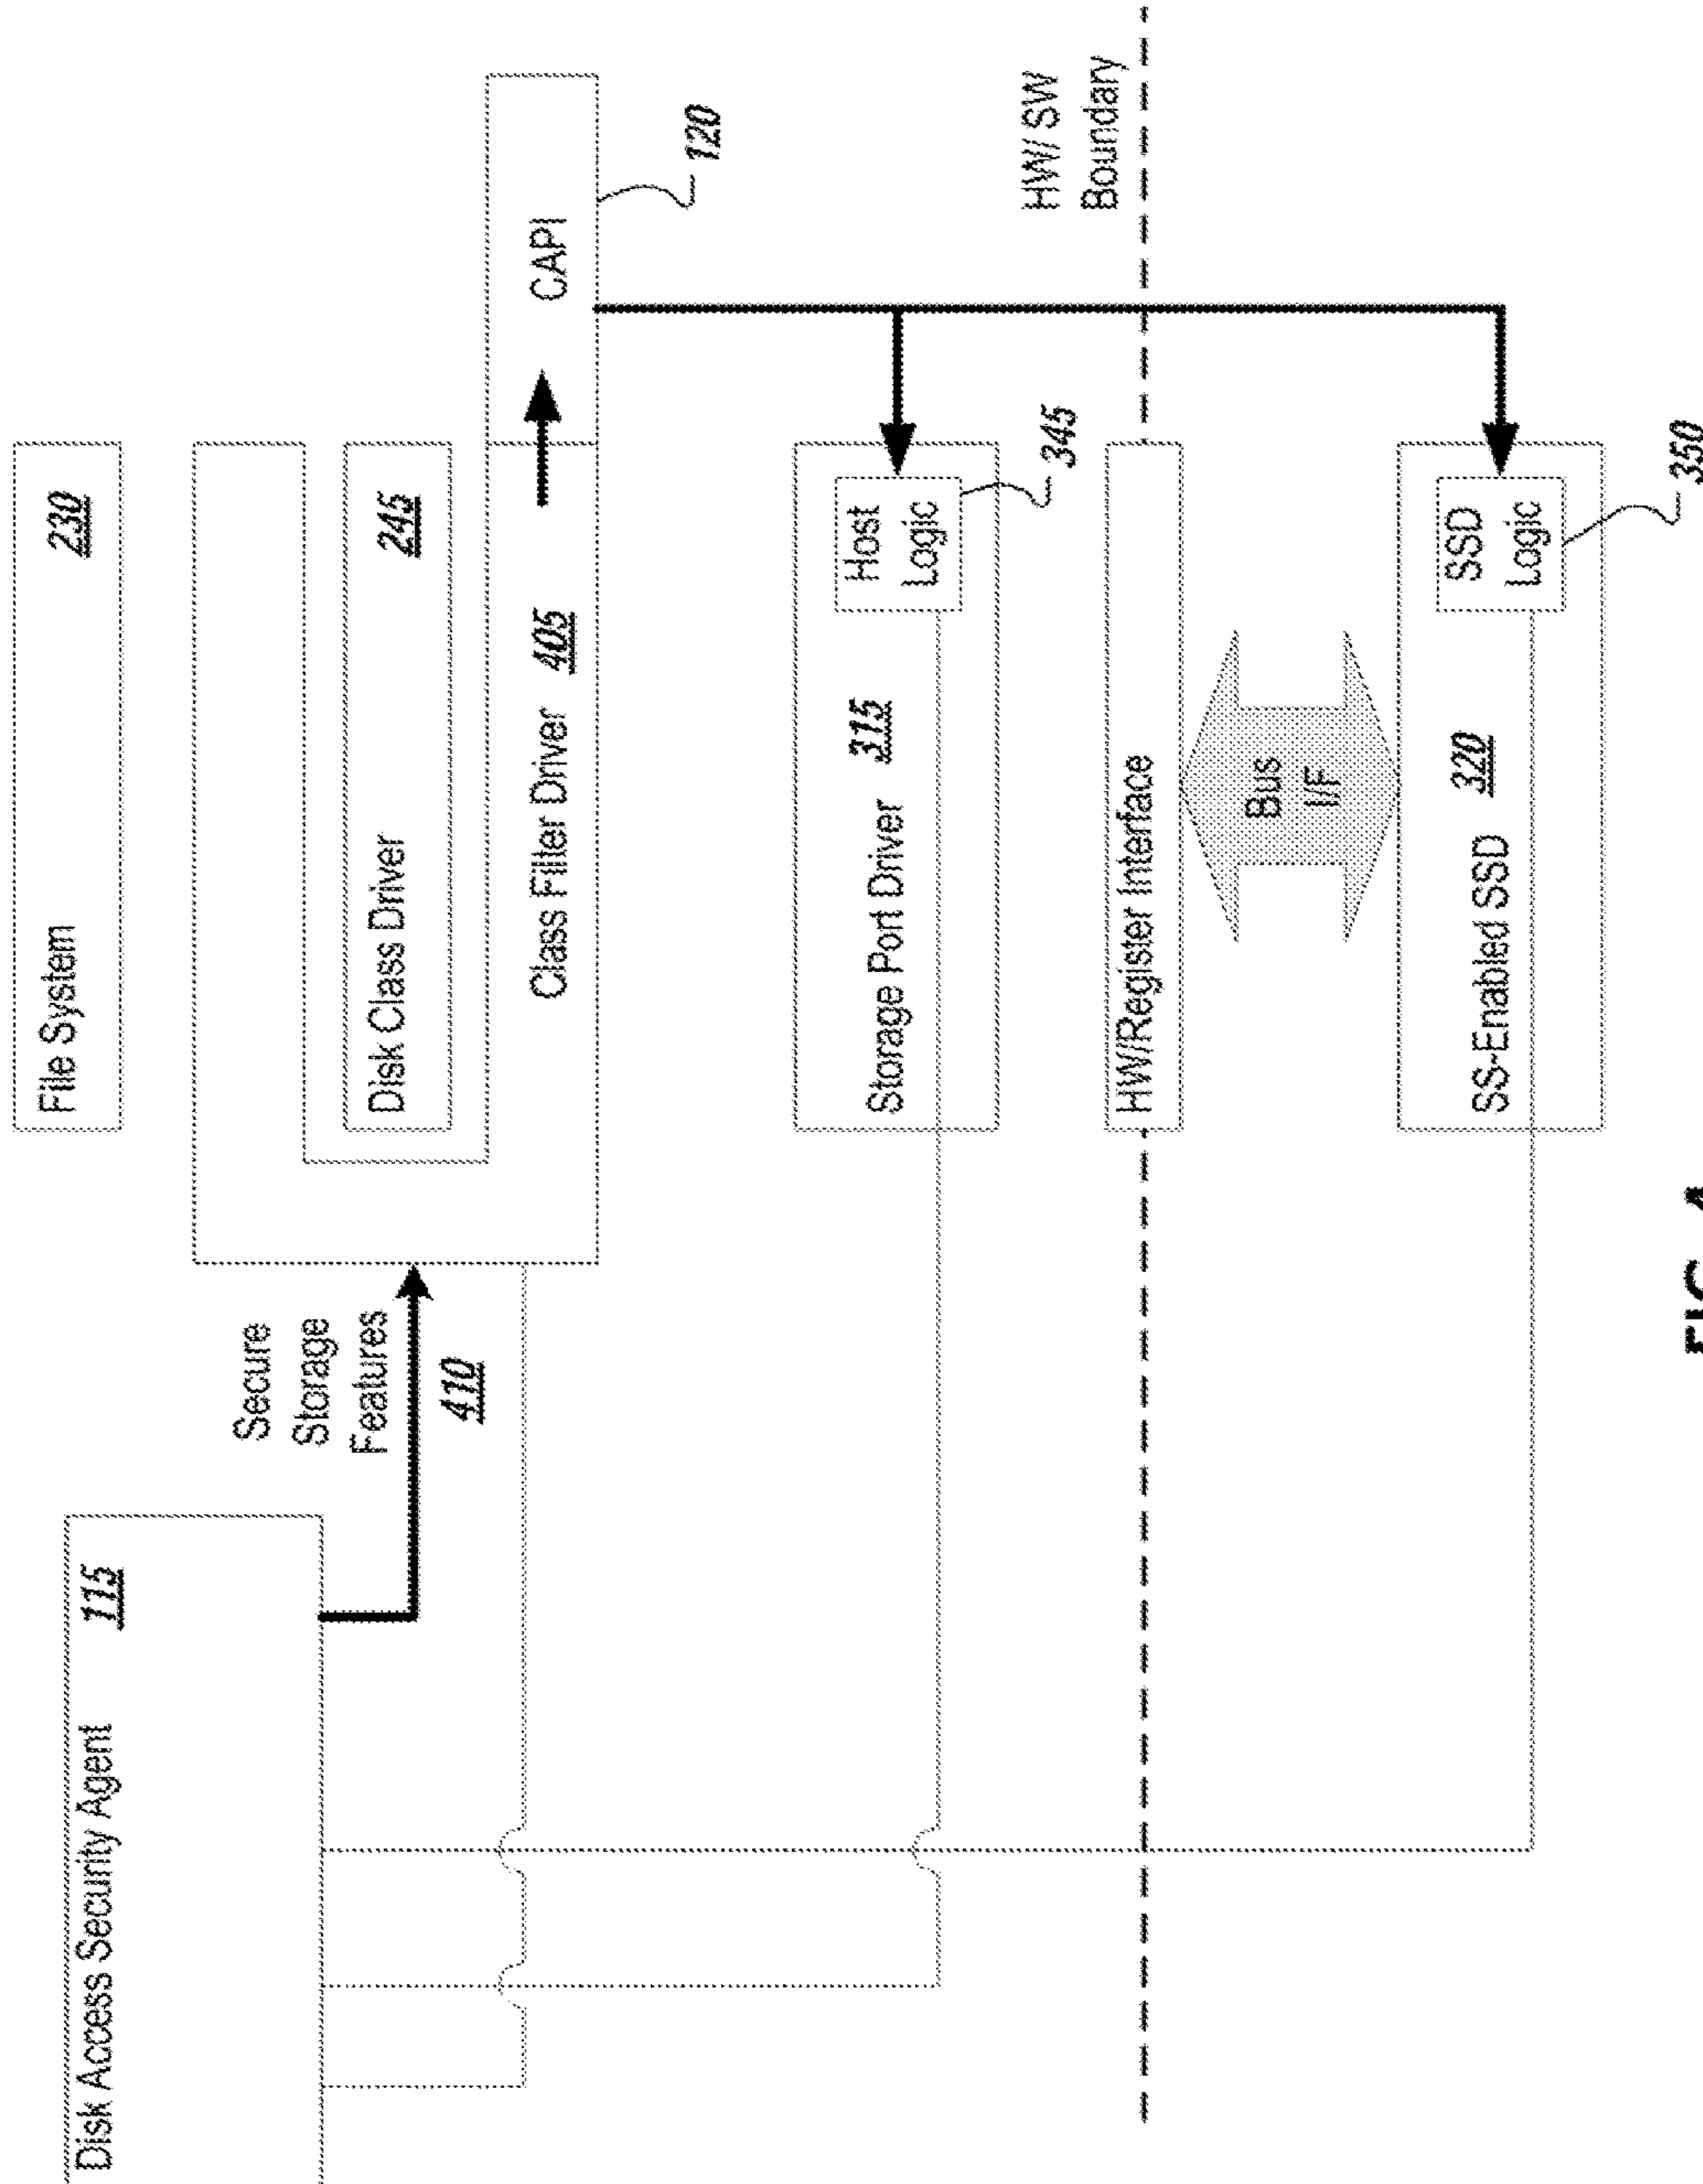 Disk Access Security Agent 115
File System 230
Secure
Storage
Features
410
Disk Class Driver 245
Class Filter Driver 405
CAPI
120
Storage Port Driver 315
Host
Logic
345
HW/Register Interface
HW/ SW
Boundary
Bus
I/F
SS-Enabled SSD 320
SSD
Logic
350
FIG. 4